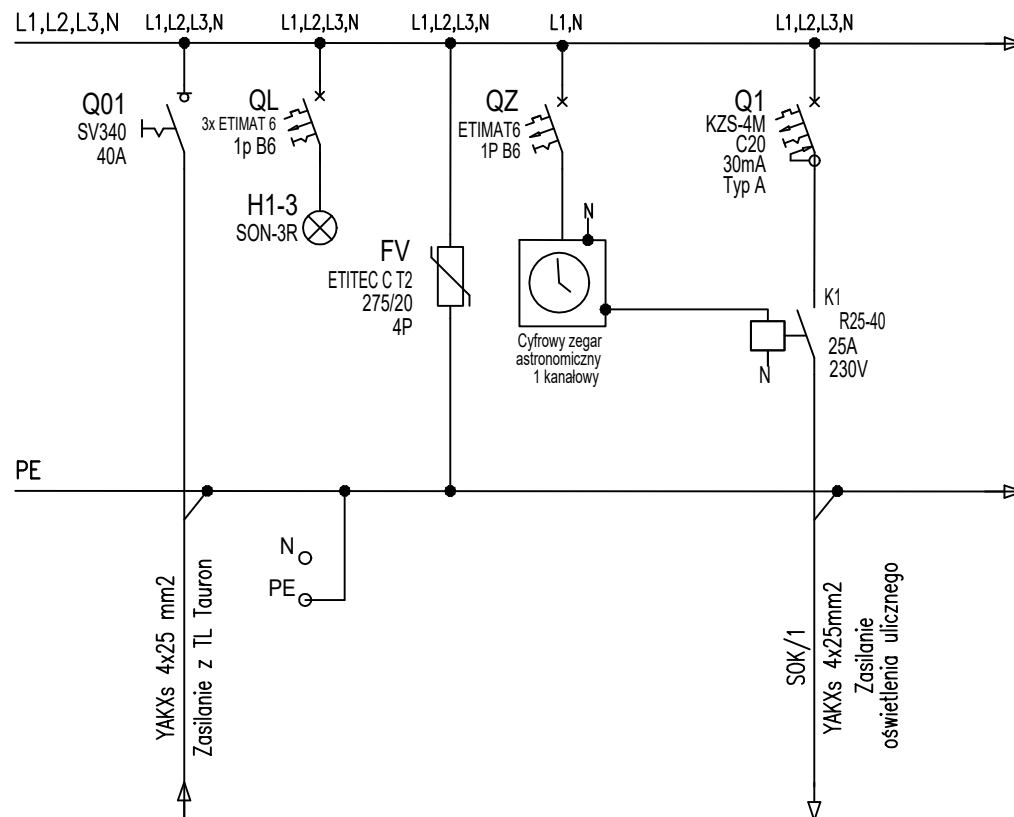 L1,L2,L3,N
L1,L2,L3,N
L1,L2,L3,N
L1,L2,L3,N
L1,N
L1,L2,L3,N
Q01
SV340
40A
QL
3x ETIMAT 6
1p B6
H1-3
SON-3R
FV
ETITEC C T2
275/20
4P
QZ
ETIMAT6
1P B6
N
Cyfrowy zegar
astronomiczny
1 kanałowy
Q1
KZS-4M
C20
30mA
Typ A
K1
R25-40
25A
230V
N
PE
N
PE
YAKXs 4x25 mm2
Zasilanie z TL Tauron
SOK/1
YAKXs 4x25mm2
Zasilanie
oświetlenia ulicznego